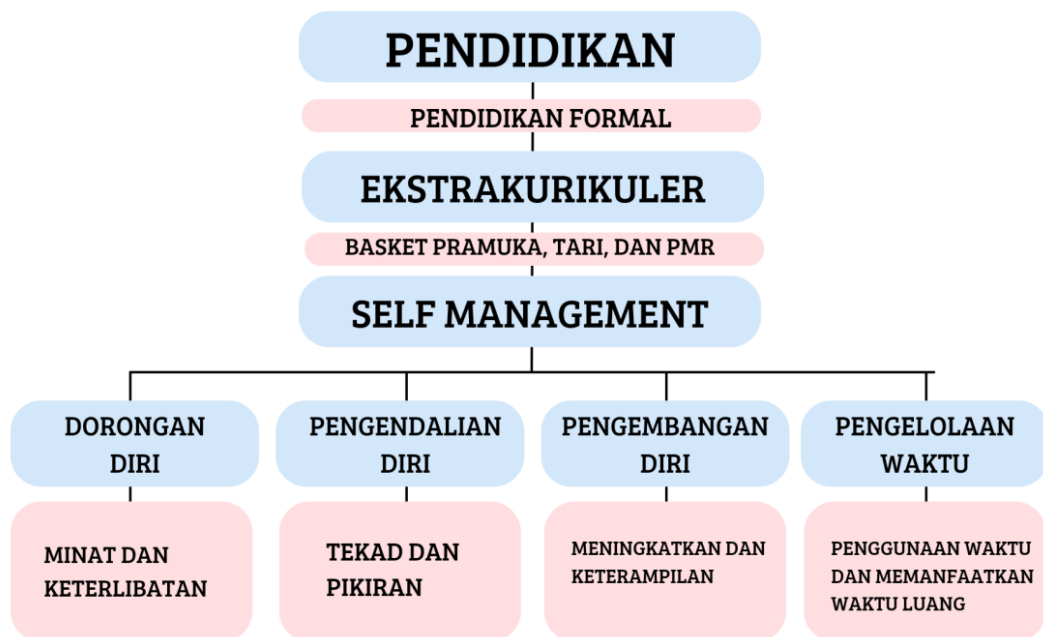 PENDIDIKAN
PENDIDIKAN FORMAL
EKSTRAKURIKULER
BASKET PRAMUKA, TARI, DAN PMR
SELF MANAGEMENT
DORONGAN
DIRI
PENGENDALIAN
DIRI
PENGEMBANGAN
DIRI
PENGELOLAAN
WAKTU
MINAT DAN
KETERLIBATAN
TEKAD DAN
PIKIRAN
MENINGKATKAN DAN
KETERAMPILAN
PENGGUNAAN WAKTU
DAN MEMANFAATKAN
WAKTU LUANG